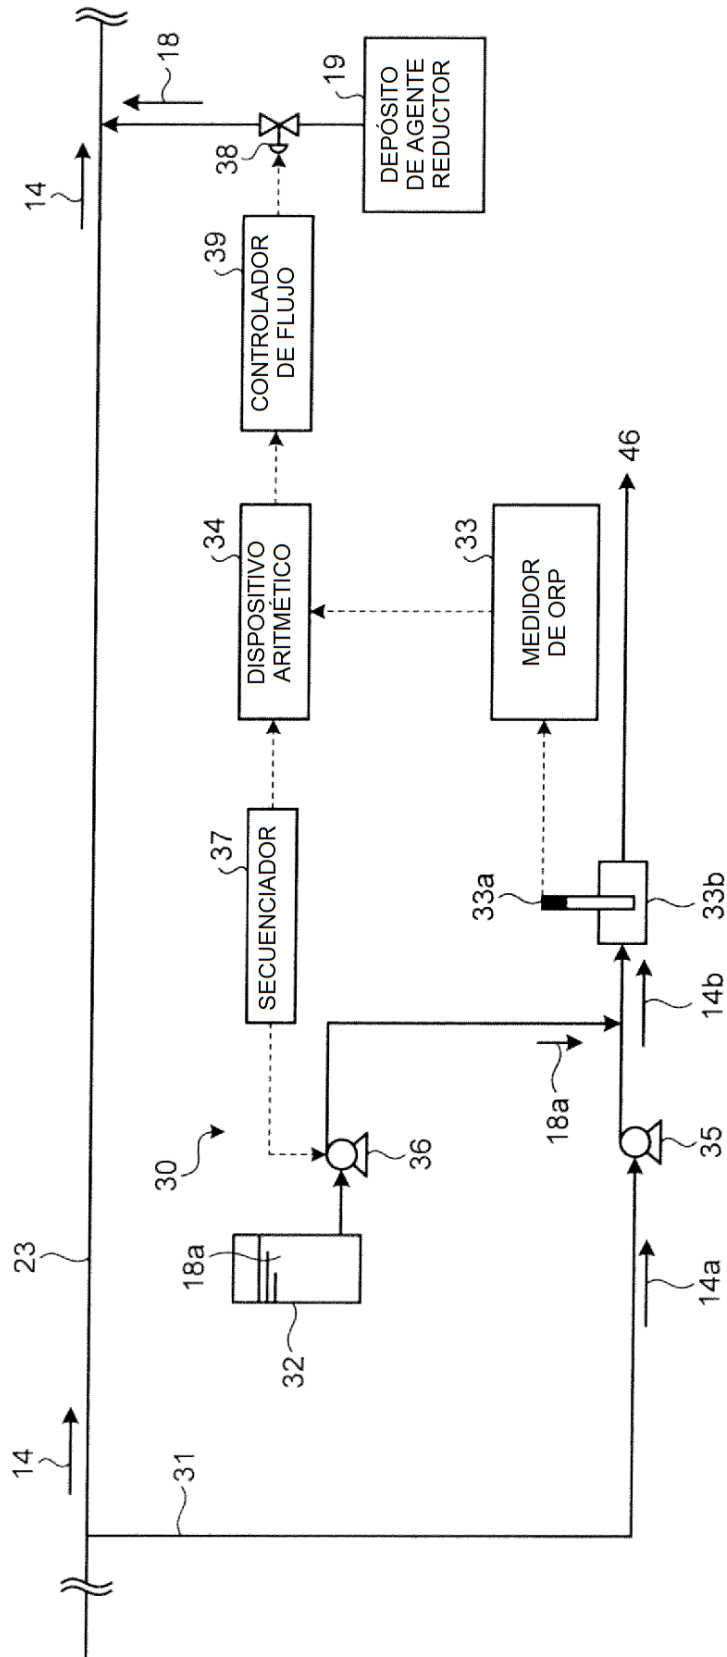 14
23
14
18
31
30
18a
32
36
37
SECUENCIADOR
34
DISPOSITIVO
ARITMÉTICO
39
CONTROLADOR
DE FLUJO
38
19
DEPÓSITO
DE AGENTE
REDUCTOR
33
MEDIDOR
DE ORP
14a
35
18a
14b
33a
33b
46